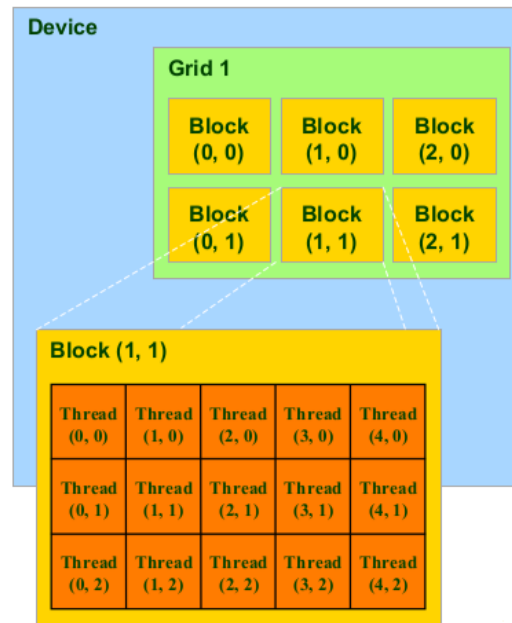 Device
Grid 1
Block
(0, 0)
Block
(1, 0)
Block
(2, 0)
Block
(0, 1)
Block
(1, 1)
Block
(2, 1)
Block (1, 1)
Thread
(0, 0)
Thread
(1, 0)
Thread
(2, 0)
Thread
(3, 0)
Thread
(4, 0)
Thread
(0, 1)
Thread
(1, 1)
Thread
(2, 1)
Thread
(3, 1)
Thread
(4, 1)
Thread
(0, 2)
Thread
(1, 2)
Thread
(2, 2)
Thread
(3, 2)
Thread
(4, 2)